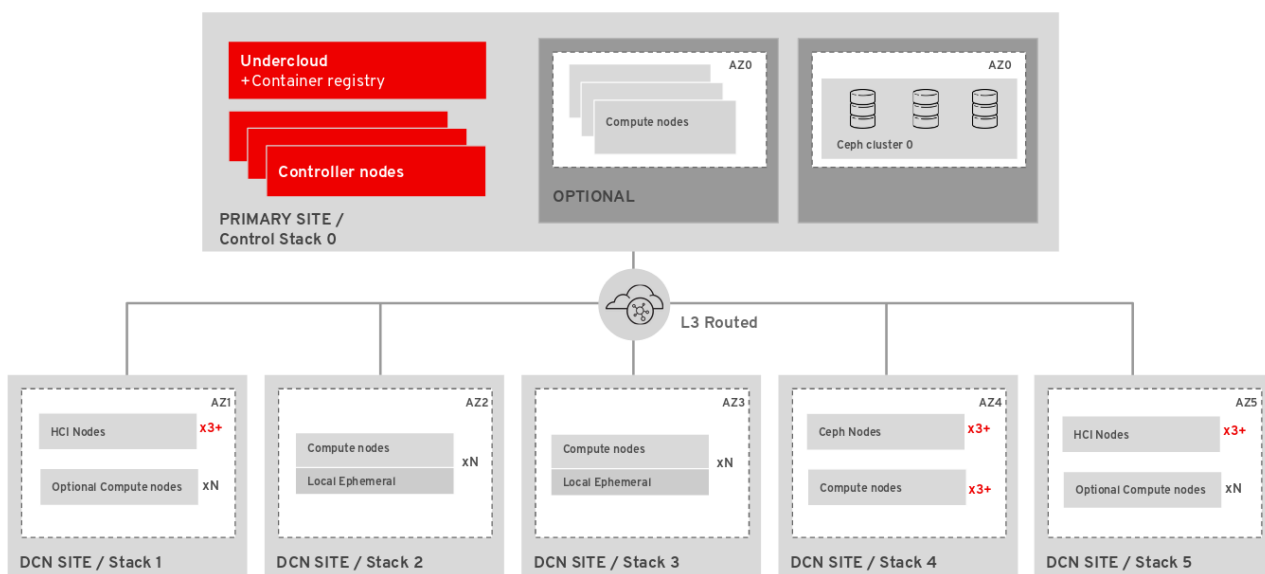 Undercloud
+Container registry
Controller nodes
PRIMARY SITE /
Control Stack 0
AZ0
Compute nodes
OPTIONAL
AZ0
Ceph cluster 0
L3 Routed
AZ1
HCI Nodes
x3+
Optional Compute nodes
xN
DCN SITE / Stack 1
AZ2
Compute nodes
Local Ephemeral
xN
DCN SITE / Stack 2
AZ3
Compute nodes
Local Ephemeral
xN
DCN SITE / Stack 3
AZ4
Ceph Nodes
x3+
Compute nodes
x3+
DCN SITE / Stack 4
AZ5
HCI Nodes
x3+
Optional Compute nodes
xN
DCN SITE / Stack 5